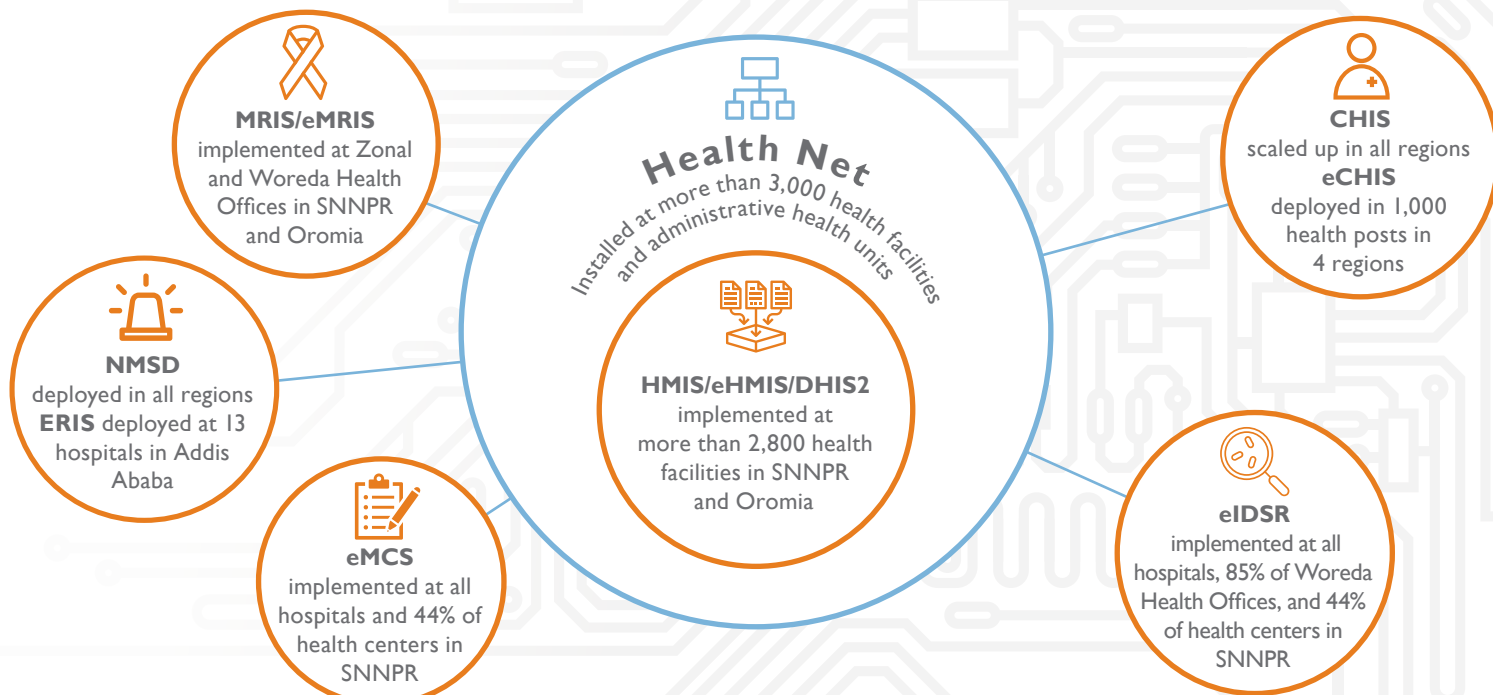 MRIS/eMRIS
implemented at Zonal
and Woreda Health
Offices in SNNPR
and Oromia
NMSD
deployed in all regions
ERIS deployed at 13
hospitals in Addis
Ababa
eMCS
implemented at all
hospitals and 44% of
health centers in
SNNPR
Health Net
Installed at more than 3,000 health facilities
and administrative health units
HMIS/eHMIS/DHIS2
implemented at
more than 2,800 health
facilities in SNNPR
and Oromia
CHIS
scaled up in all regions
eCHIS
deployed in 1,000
health posts in
4 regions
eIDSR
implemented at all
hospitals, 85% of Woreda
Health Offices, and 44%
of health centers in
SNNPR